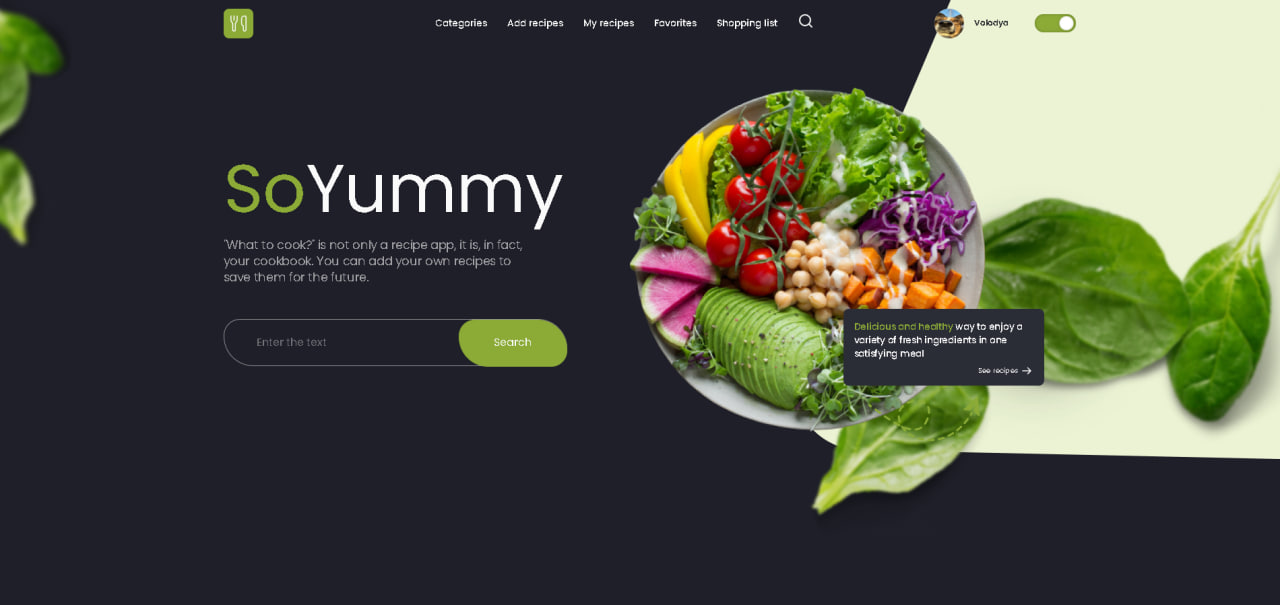 Categories Add recipes My recipes Favorites Shopping list Volodya
SoYummy
"What to cook?" is not only a recipe app, it is, in fact,
your cookbook. You can add your own recipes to
save them for the future.
Enter the text Search
Delicious and healthy way to enjoy a
variety of fresh ingredients in one
satisfying meal
See recipes →